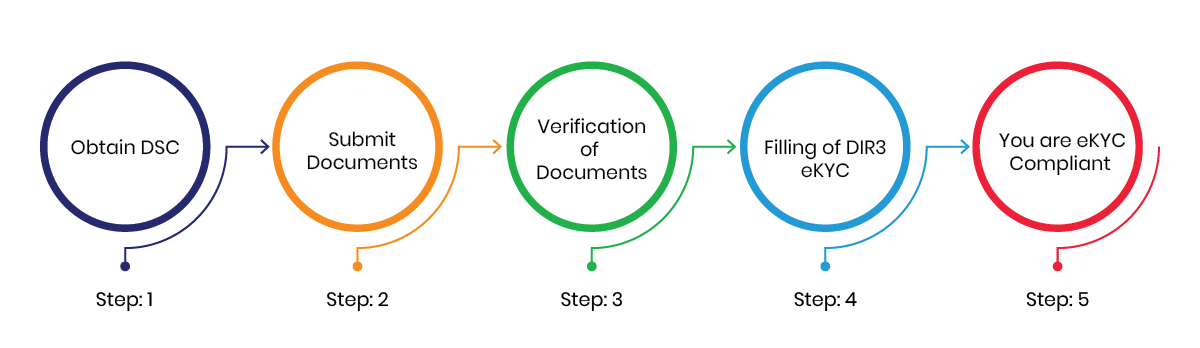 Obtain DSC
Submit
Documents
Verification
of
Documents
Filling of DIR3
eKYC
You are eKYC
Compliant
Step: 1
Step: 2
Step: 3
Step: 4
Step: 5